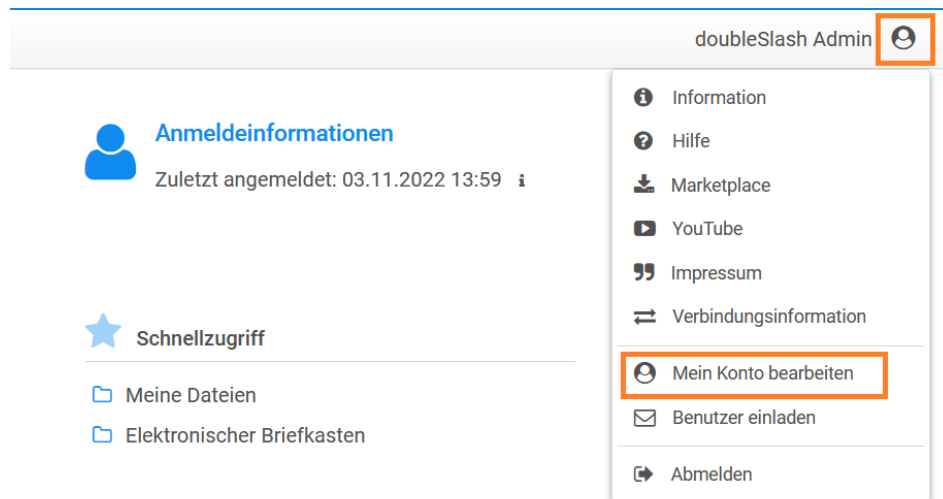 doubleSlash Admin
Anmeldeinformationen
Zuletzt angemeldet: 03.11.2022 13:59
Schnellzugriff
Meine Dateien
Elektronischer Briefkasten
Information
Hilfe
Marketplace
YouTube
Impressum
Verbindungsinformation
Mein Konto bearbeiten
Benutzer einladen
Abmelden